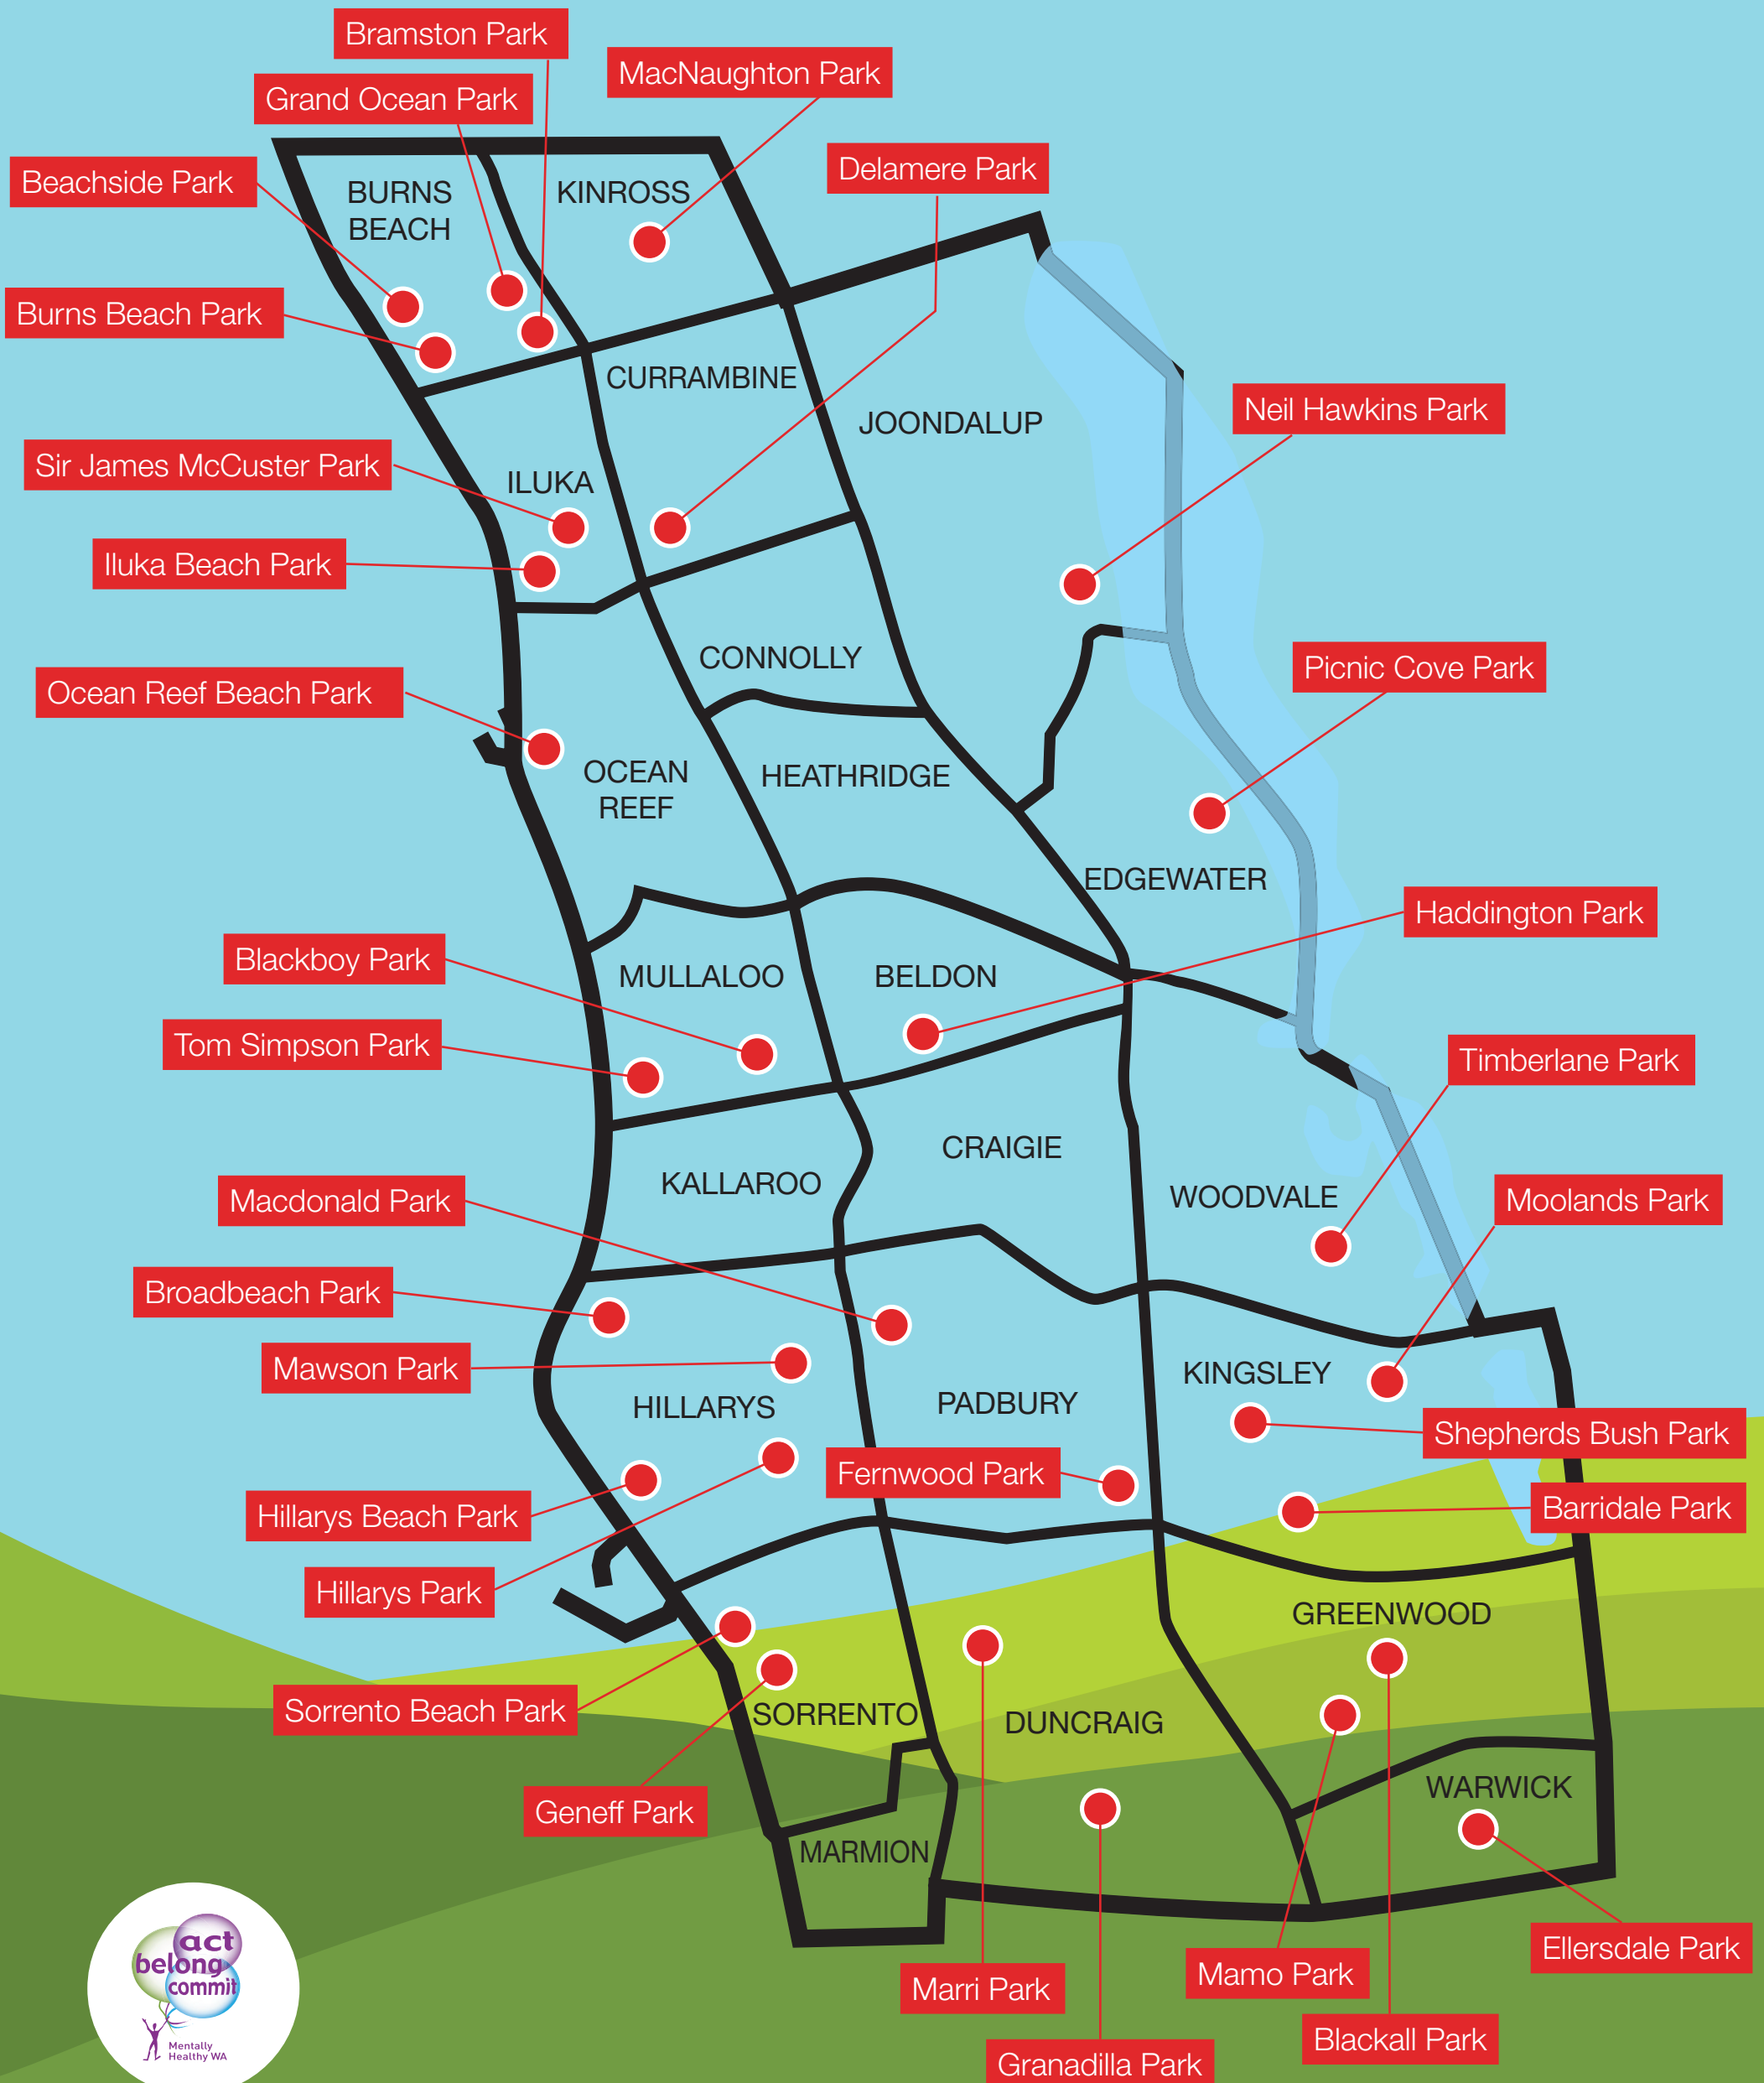 Bramston Park
MacNaughton Park
Grand Ocean Park
Delamere Park
Beachside Park
BURNS
BEACH
KINROSS
Burns Beach Park
CURRAMBINE
JOONDALUP
Neil Hawkins Park
Sir James McCuster Park
ILUKA
Iluka Beach Park
CONNOLLY
Picnic Cove Park
Ocean Reef Beach Park
OCEAN
REEF
HEATHRIDGE
EDGEWATER
Haddington Park
Blackboy Park
MULLALOO
BELDON
Tom Simpson Park
Timberlane Park
CRAIGIE
KALLAROO
WOODVALE
Macdonald Park
Moolands Park
Broadbeach Park
Mawson Park
KINGSLEY
HILLARYS
PADBURY
Shepherds Bush Park
Fernwood Park
Hillarys Beach Park
Barridale Park
Hillarys Park
GREENWOOD
Sorrento Beach Park
SORRENTO
DUNCRAIG
WARWICK
Geneff Park
MARMION
act
belong
commit
Mentally
Healthy WA
Ellersdale Park
Mamo Park
Marri Park
Blackall Park
Granadilla Park